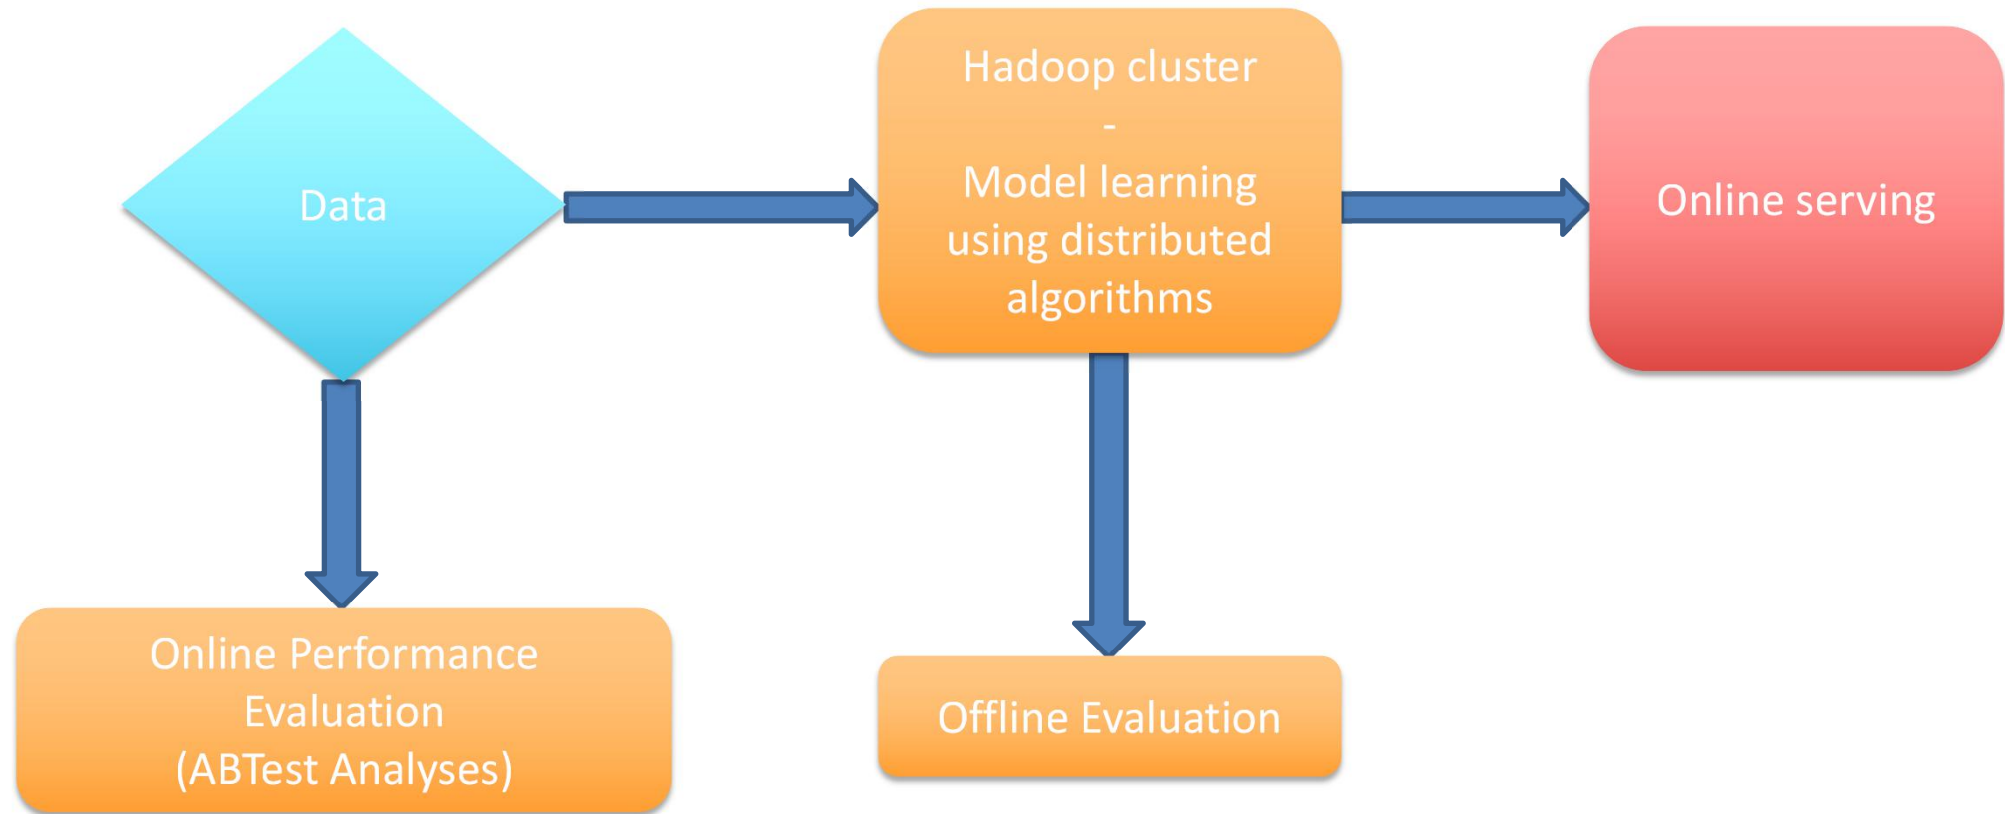 Data
Hadoop cluster
-
Model learning
using distributed
algorithms
Online serving
Online Performance
Evaluation
(ABTest Analyses)
Offline Evaluation